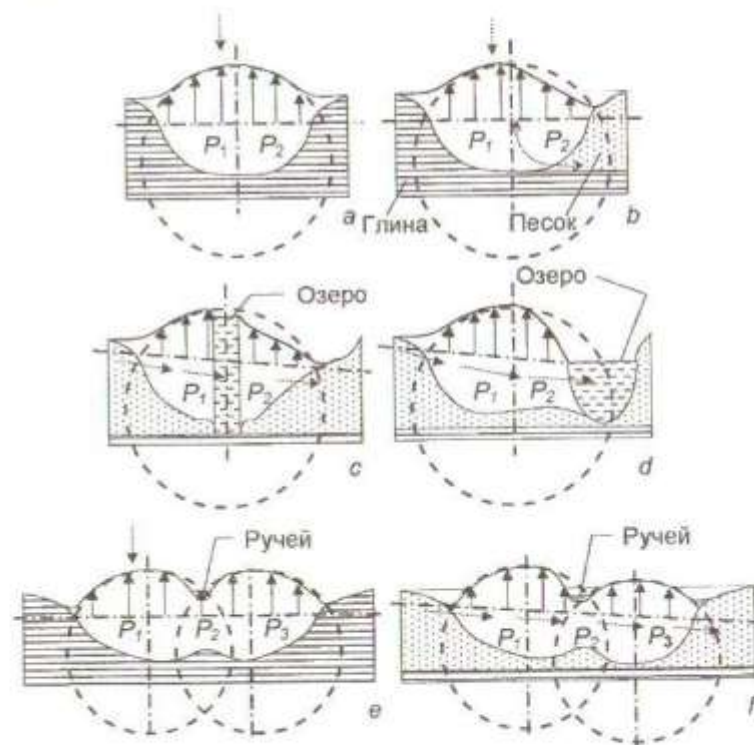 P₁ P₂
a
P₁ P₂
Глина
Песок
b
Озеро
P₁ P₂
c
Озеро
P₁ P₂
d
Ручей
P₁ P₂ P₃
e
Ручей
P₁ P₂ P₃
f